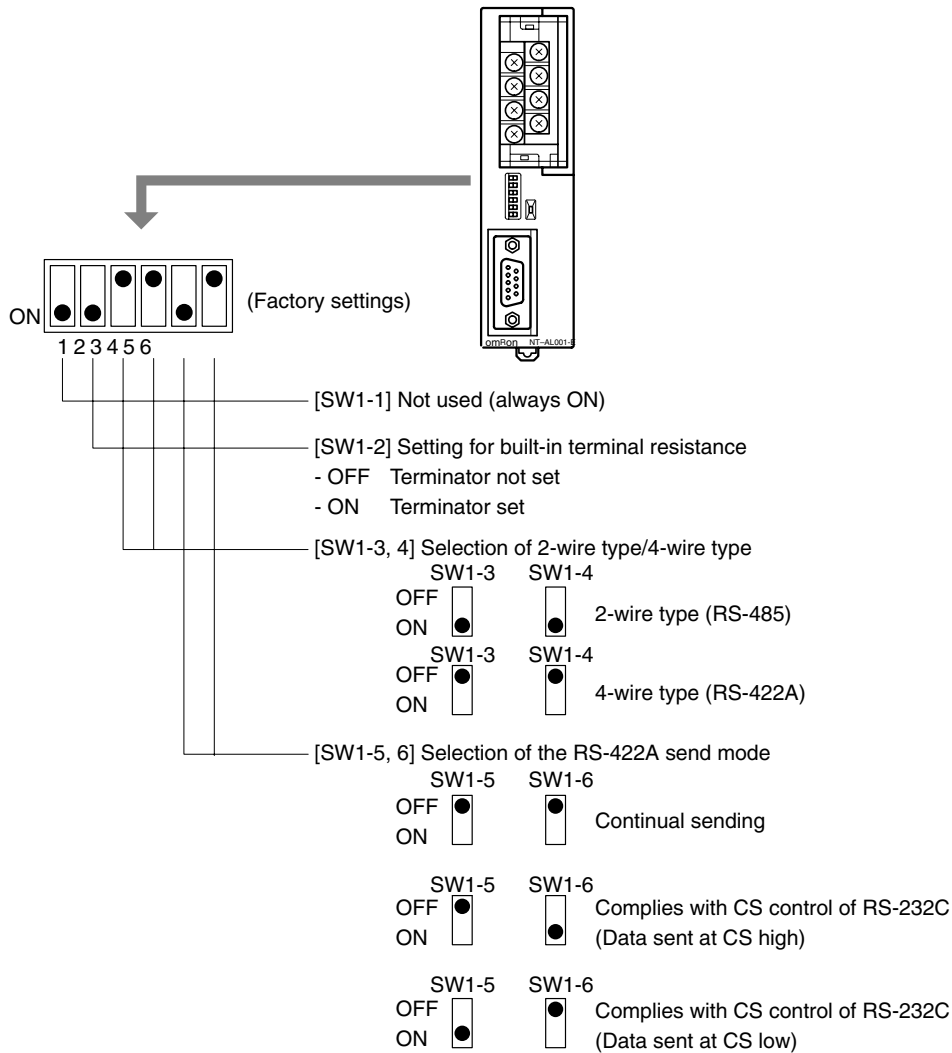 omRon NT-AL001-E
(Factory settings)
ON
1 2 3 4 5 6
[SW1-1] Not used (always ON)
[SW1-2] Setting for built-in terminal resistance
- OFF Terminator not set
- ON Terminator set
[SW1-3, 4] Selection of 2-wire type/4-wire type
SW1-3 SW1-4
OFF
ON
2-wire type (RS-485)
SW1-3 SW1-4
OFF
ON
4-wire type (RS-422A)
[SW1-5, 6] Selection of the RS-422A send mode
SW1-5 SW1-6
OFF
ON
Continual sending
SW1-5 SW1-6
OFF
ON
Complies with CS control of RS-232C
(Data sent at CS high)
SW1-5 SW1-6
OFF
ON
Complies with CS control of RS-232C
(Data sent at CS low)